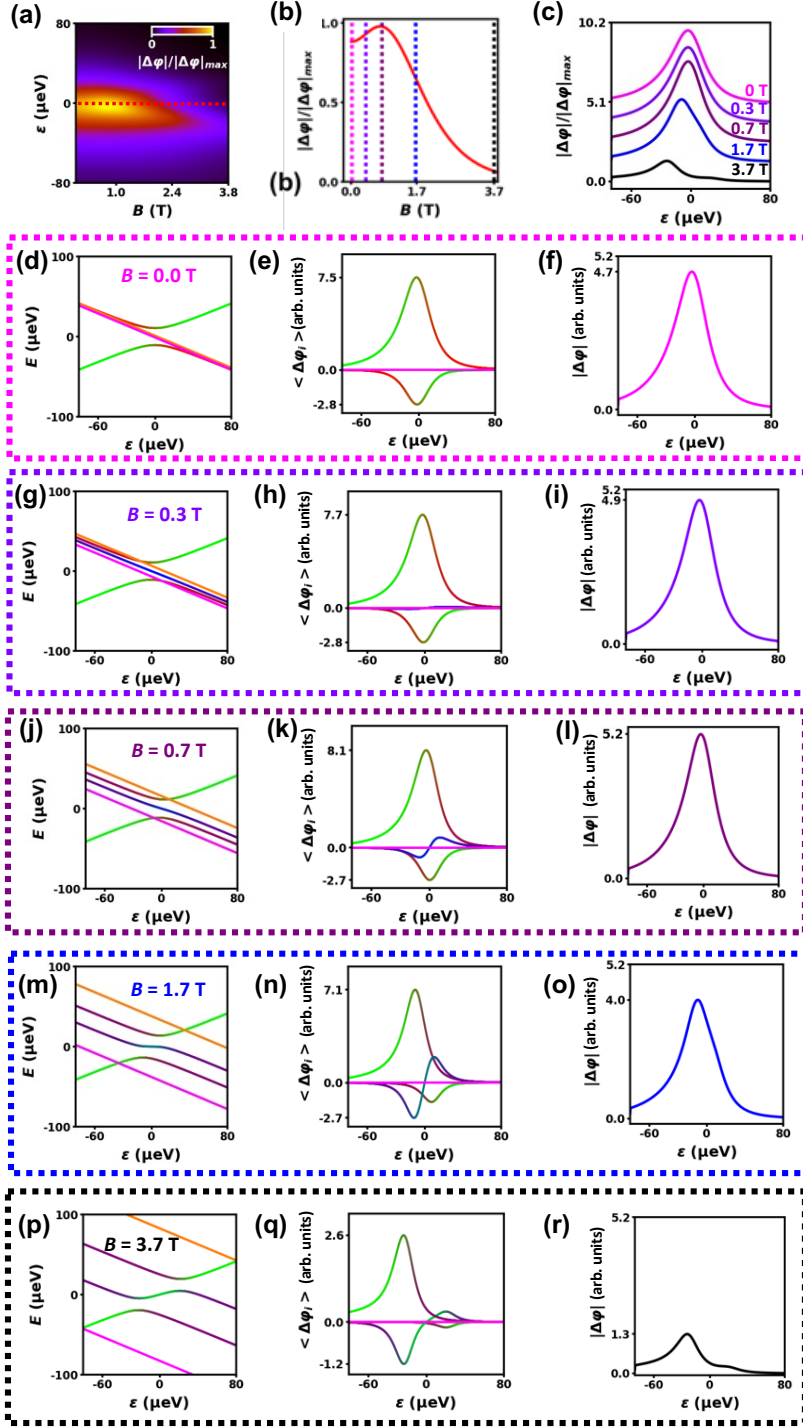 (a)
80
0
-80
ε (μeV)
0 1
|Δφ|/|Δφ|max
1.0 2.4 3.8
B (T)
(b)
1.0
0.5
0.0
|Δφ|/|Δφ|max
(b)
0.0 1.7 3.7
B (T)
(c)
10.2
5.1
0.0
|Δφ|/|Δφ|max
0 T
0.3 T
0.7 T
1.7 T
3.7 T
-60 0 80
ε (μeV)
(d)
100
0
-100
E (μeV)
B = 0.0 T
-60 0 80
ε (μeV)
(e)
7.5
0.0
-2.8
< Δφi > (arb. units)
-60 0 80
ε (μeV)
(f)
5.2
4.7
0.0
|Δφ| (arb. units)
-60 0 80
ε (μeV)
(g)
100
0
-100
E (μeV)
B = 0.3 T
-60 0 80
ε (μeV)
(h)
7.7
0.0
-2.8
< Δφi > (arb. units)
-60 0 80
ε (μeV)
(i)
5.2
4.9
0.0
|Δφ| (arb. units)
-60 0 80
ε (μeV)
(j)
100
0
-100
E (μeV)
B = 0.7 T
-60 0 80
ε (μeV)
(k)
8.1
0.0
-2.7
< Δφi > (arb. units)
-60 0 80
ε (μeV)
(l)
5.2
0.0
|Δφ| (arb. units)
-60 0 80
ε (μeV)
(m)
100
0
-100
E (μeV)
B = 1.7 T
-60 0 80
ε (μeV)
(n)
7.1
0.0
-2.7
< Δφi > (arb. units)
-60 0 80
ε (μeV)
(o)
5.2
4.0
0.0
|Δφ| (arb. units)
-60 0 80
ε (μeV)
(p)
100
0
-100
E (μeV)
B = 3.7 T
-60 0 80
ε (μeV)
(q)
2.6
0.0
-1.2
< Δφi > (arb. units)
-60 0 80
ε (μeV)
(r)
5.2
1.3
0.0
|Δφ| (arb. units)
-60 0 80
ε (μeV)